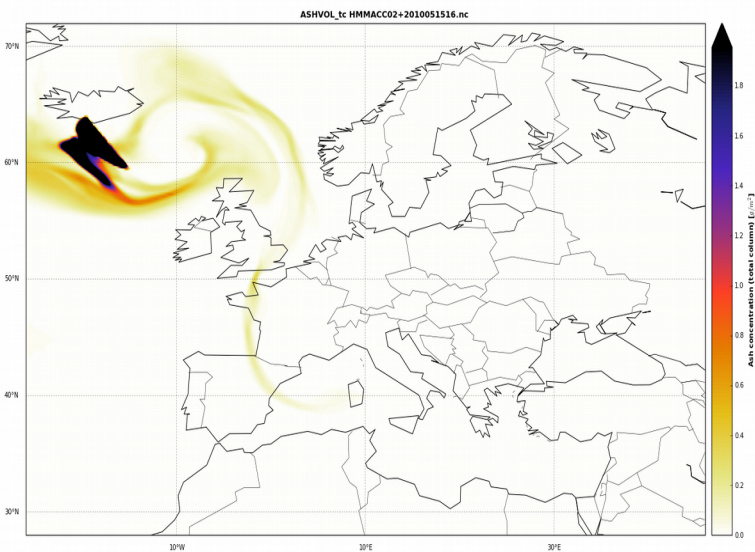 ASHVOL_tc HMMACC02+2010051516.nc
70°N
60°N
50°N
40°N
30°N
10°W
10°E
30°E
1.8
1.6
1.4
1.2
1.0
0.8
0.6
0.4
0.2
0.0
Ash concentration (total column) [g/m²]